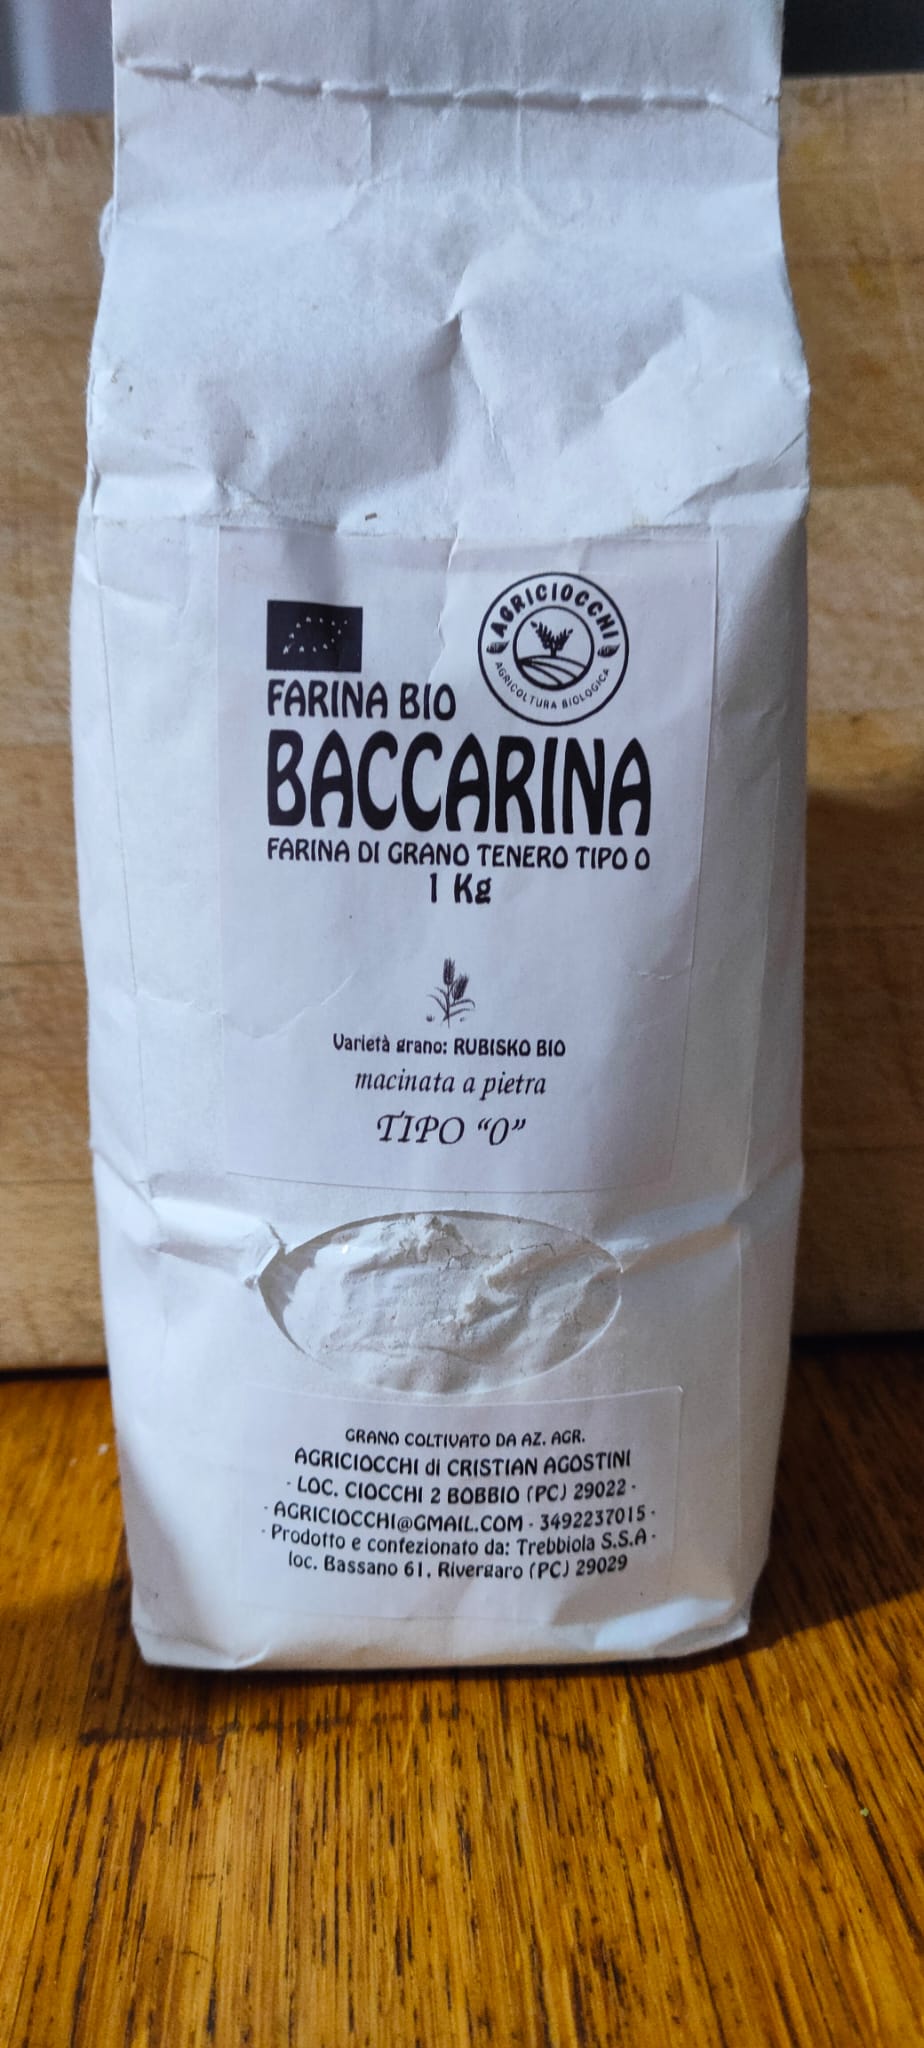 AGRICIOCCHI
AGRICOLTURA BIOLOGICA
FARINA BIO
BACCARINA
FARINA DI GRANO TENERO TIPO 0
1 Kg
Varietà grano: RUBISKO BIO
macinata a pietra
TIPO “0”
GRANO COLTIVATO DA AZ. AGR.
AGRICIOCCHI di CRISTIAN AGOSTINI
- LOC. CIOCCHI 2 BOBBIO (PC) 29022 -
- AGRICIOCCHI@GMAIL.COM - 3492237015 -
- Prodotto e confezionato da: Trebbiola S.S.A -
loc. Bassano 61, Rivergaro (PC) 29029